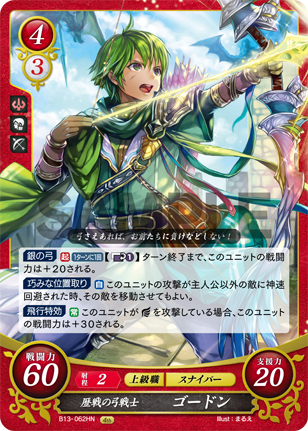 4
3
SAMPLE
弓さえあれば、お前たちに負けなどしない！
銀の弓 起 1ターンに1回 【 1】ターン終了まで、このユニットの戦闘
力は+20される。
巧みな位置取り 自 このユニットの攻撃が主人公以外の敵に神速
回避された時、その敵を移動させてもよい。
飛行特効 常 このユニットが を攻撃している場合、このユニット
の戦闘力は+30される。
戦闘力
60
射程 2 上級職 スナイパー
支援力
20
歴戦の弓戦士 ゴードン
B13-062HN 4th Illust：まるえ